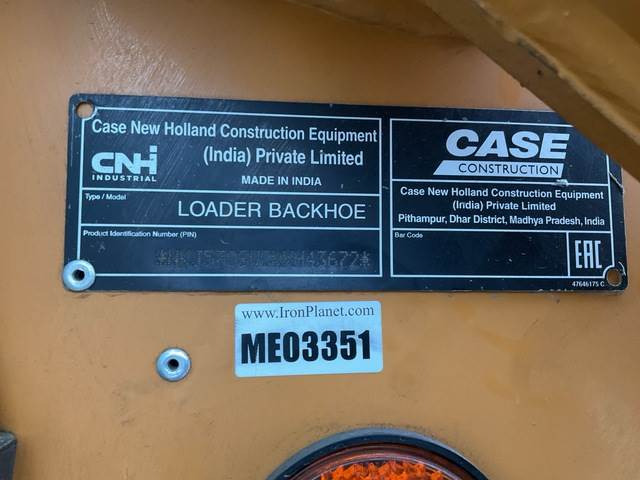 Case New Holland Construction Equipment
(India) Private Limited
CNH
INDUSTRIAL
MADE IN INDIA
Type / Model
LOADER BACKHOE
Product Identification Number (PIN)
CASE
CONSTRUCTION
Case New Holland Construction Equipment
(India) Private Limited
Pithampur, Dhar District, Madhya Pradesh, India
Bar Code
EAC
47646175 C
www.IronPlanet.com
ME03351